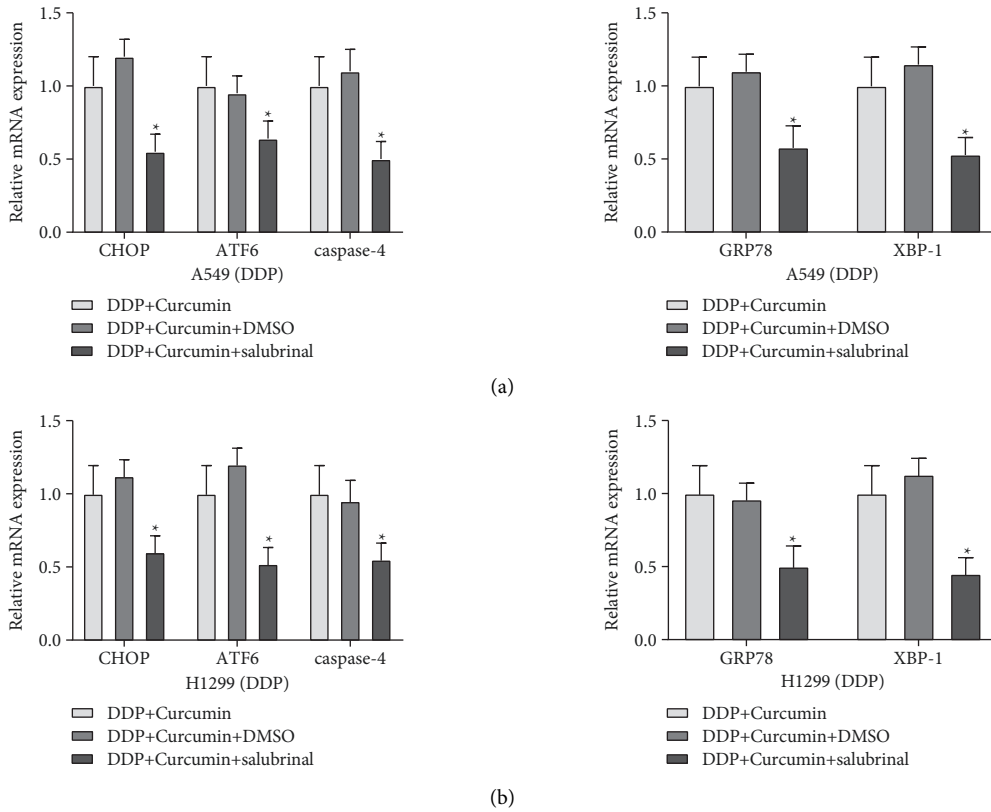 Relative mRNA expression
1.5
1.0
0.5
0.0
* * *
CHOP ATF6 caspase-4
A549 (DDP)
DDP+Curcumin
DDP+Curcumin+DMSO
DDP+Curcumin+salubrinal
Relative mRNA expression
1.5
1.0
0.5
0.0
* *
GRP78 XBP-1
A549 (DDP)
DDP+Curcumin
DDP+Curcumin+DMSO
DDP+Curcumin+salubrinal
(a)
Relative mRNA expression
1.5
1.0
0.5
0.0
* * *
CHOP ATF6 caspase-4
H1299 (DDP)
DDP+Curcumin
DDP+Curcumin+DMSO
DDP+Curcumin+salubrinal
Relative mRNA expression
1.5
1.0
0.5
0.0
* *
GRP78 XBP-1
H1299 (DDP)
DDP+Curcumin
DDP+Curcumin+DMSO
DDP+Curcumin+salubrinal
(b)